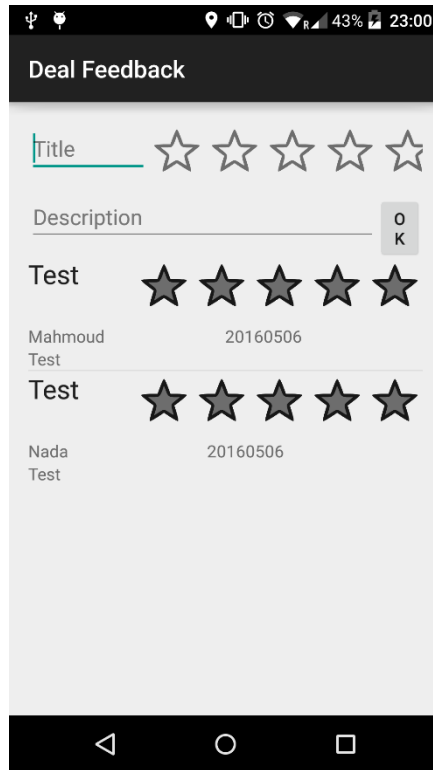 R 43% 23:00
Deal Feedback
Title
Description
O
K
Test
Mahmoud 20160506
Test
Test
Nada 20160506
Test